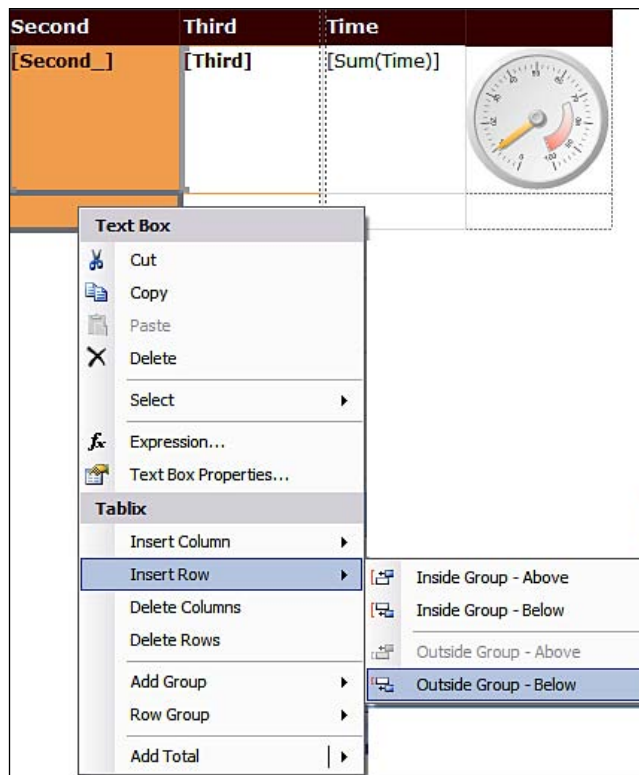 Second Third Time
[Second_] [Third] [Sum(Time)]
Text Box
Cut
Copy
Paste
Delete
Select
Expression...
Text Box Properties...
Tablix
Insert Column
Insert Row
Inside Group - Above
Delete Columns
Inside Group - Below
Delete Rows
Outside Group - Above
Add Group
Outside Group - Below
Row Group
Add Total